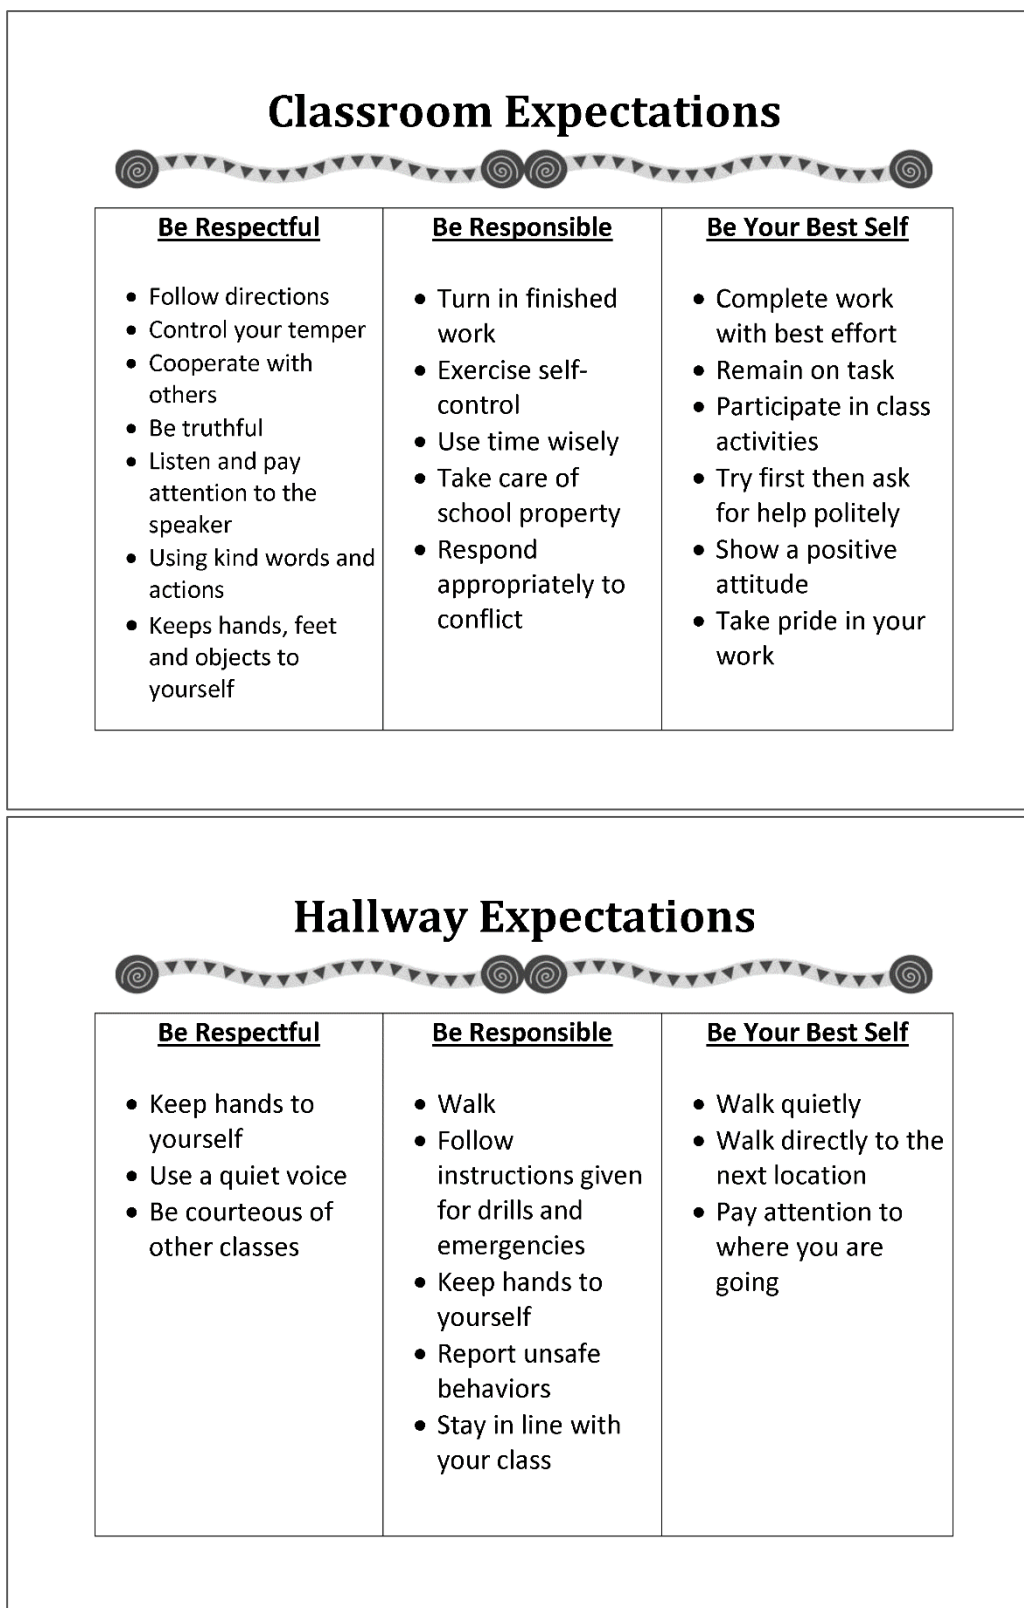 Classroom Expectations
Be Respectful
• Follow directions
• Control your temper
• Cooperate with
others
• Be truthful
• Listen and pay
attention to the
speaker
• Using kind words and
actions
• Keeps hands, feet
and objects to
yourself
Be Responsible
• Turn in finished
work
• Exercise self-
control
• Use time wisely
• Take care of
school property
• Respond
appropriately to
conflict
Be Your Best Self
• Complete work
with best effort
• Remain on task
• Participate in class
activities
• Try first then ask
for help politely
• Show a positive
attitude
• Take pride in your
work
Hallway Expectations
Be Respectful
• Keep hands to
yourself
• Use a quiet voice
• Be courteous of
other classes
Be Responsible
• Walk
• Follow
instructions given
for drills and
emergencies
• Keep hands to
yourself
• Report unsafe
behaviors
• Stay in line with
your class
Be Your Best Self
• Walk quietly
• Walk directly to the
next location
• Pay attention to
where you are
going